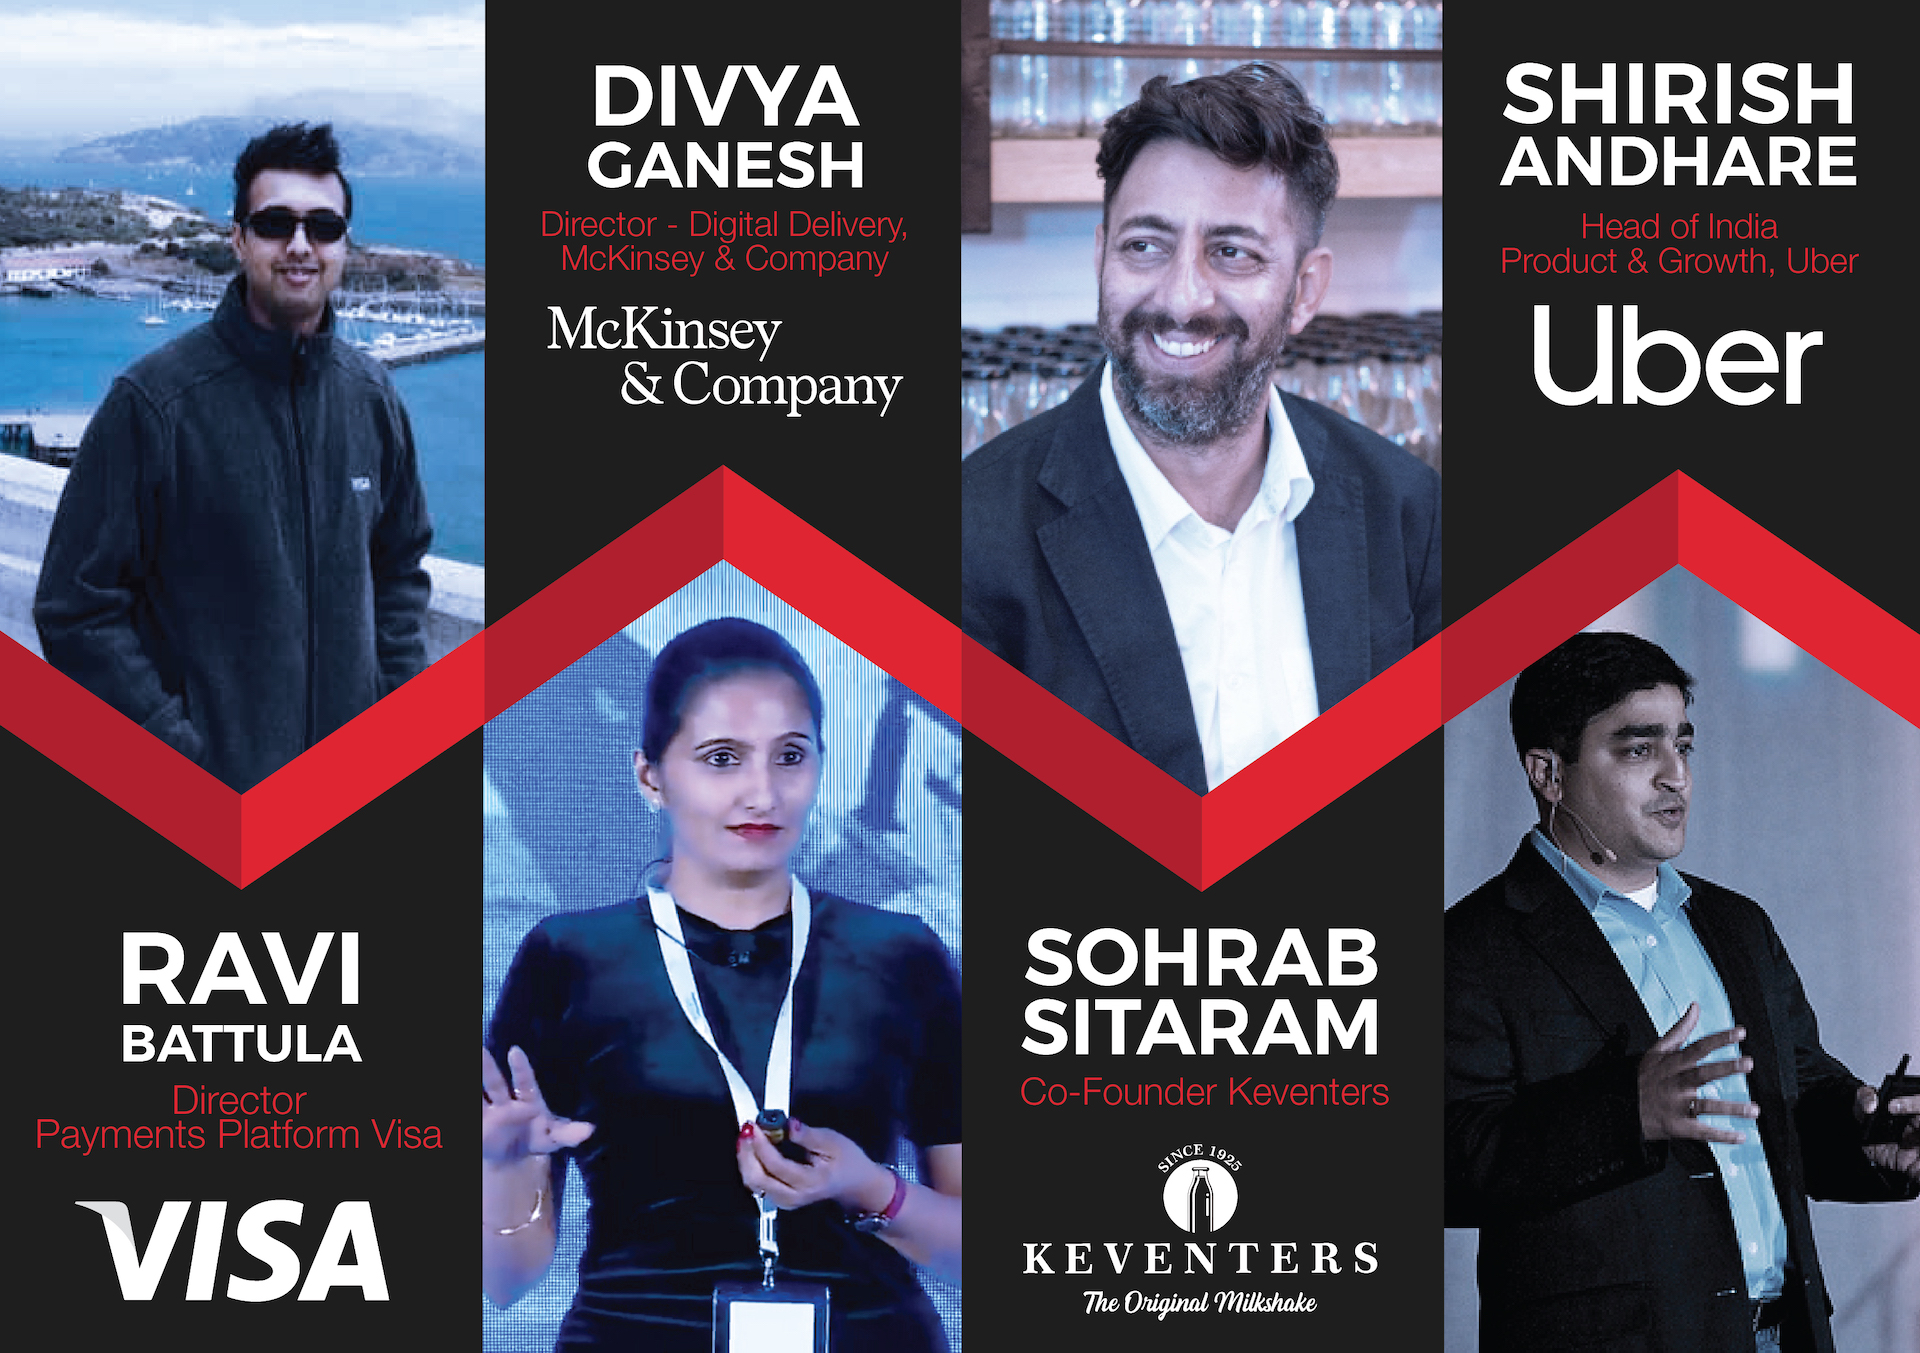 DIVYA
GANESH
Director - Digital Delivery,
McKinsey & Company
McKinsey
& Company
SHIRISH
ANDHARE
Head of India
Product & Growth, Uber
Uber
VISA
RAVI
BATTULA
Director
Payments Platform Visa
VISA
SOHRAB
SITARAM
Co-Founder Keventers
SINCE 1925
KEVENTERS
The Original Milkshake